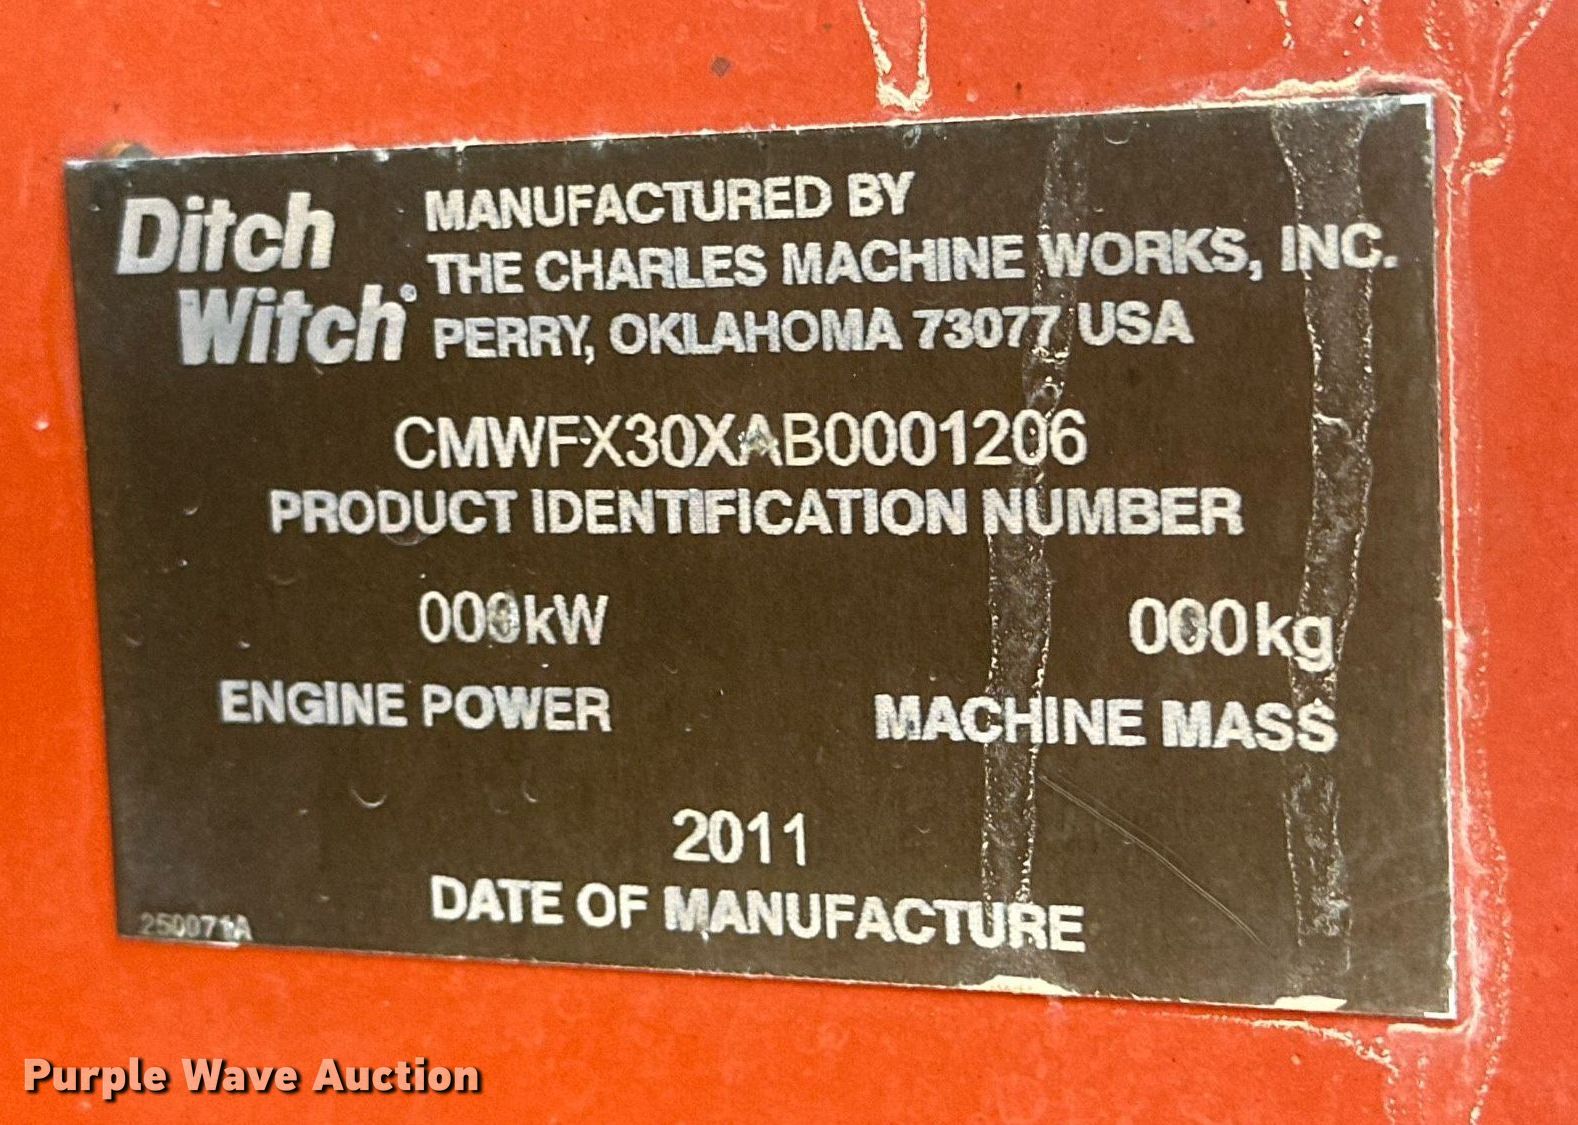 Ditch
Witch®
MANUFACTURED BY
THE CHARLES MACHINE WORKS, INC.
PERRY, OKLAHOMA 73077 USA
CMWFX30XAB0001206
PRODUCT IDENTIFICATION NUMBER
000kW
000kg
ENGINE POWER
MACHINE MASS
2011
DATE OF MANUFACTURE
250071A
Purple Wave Auction